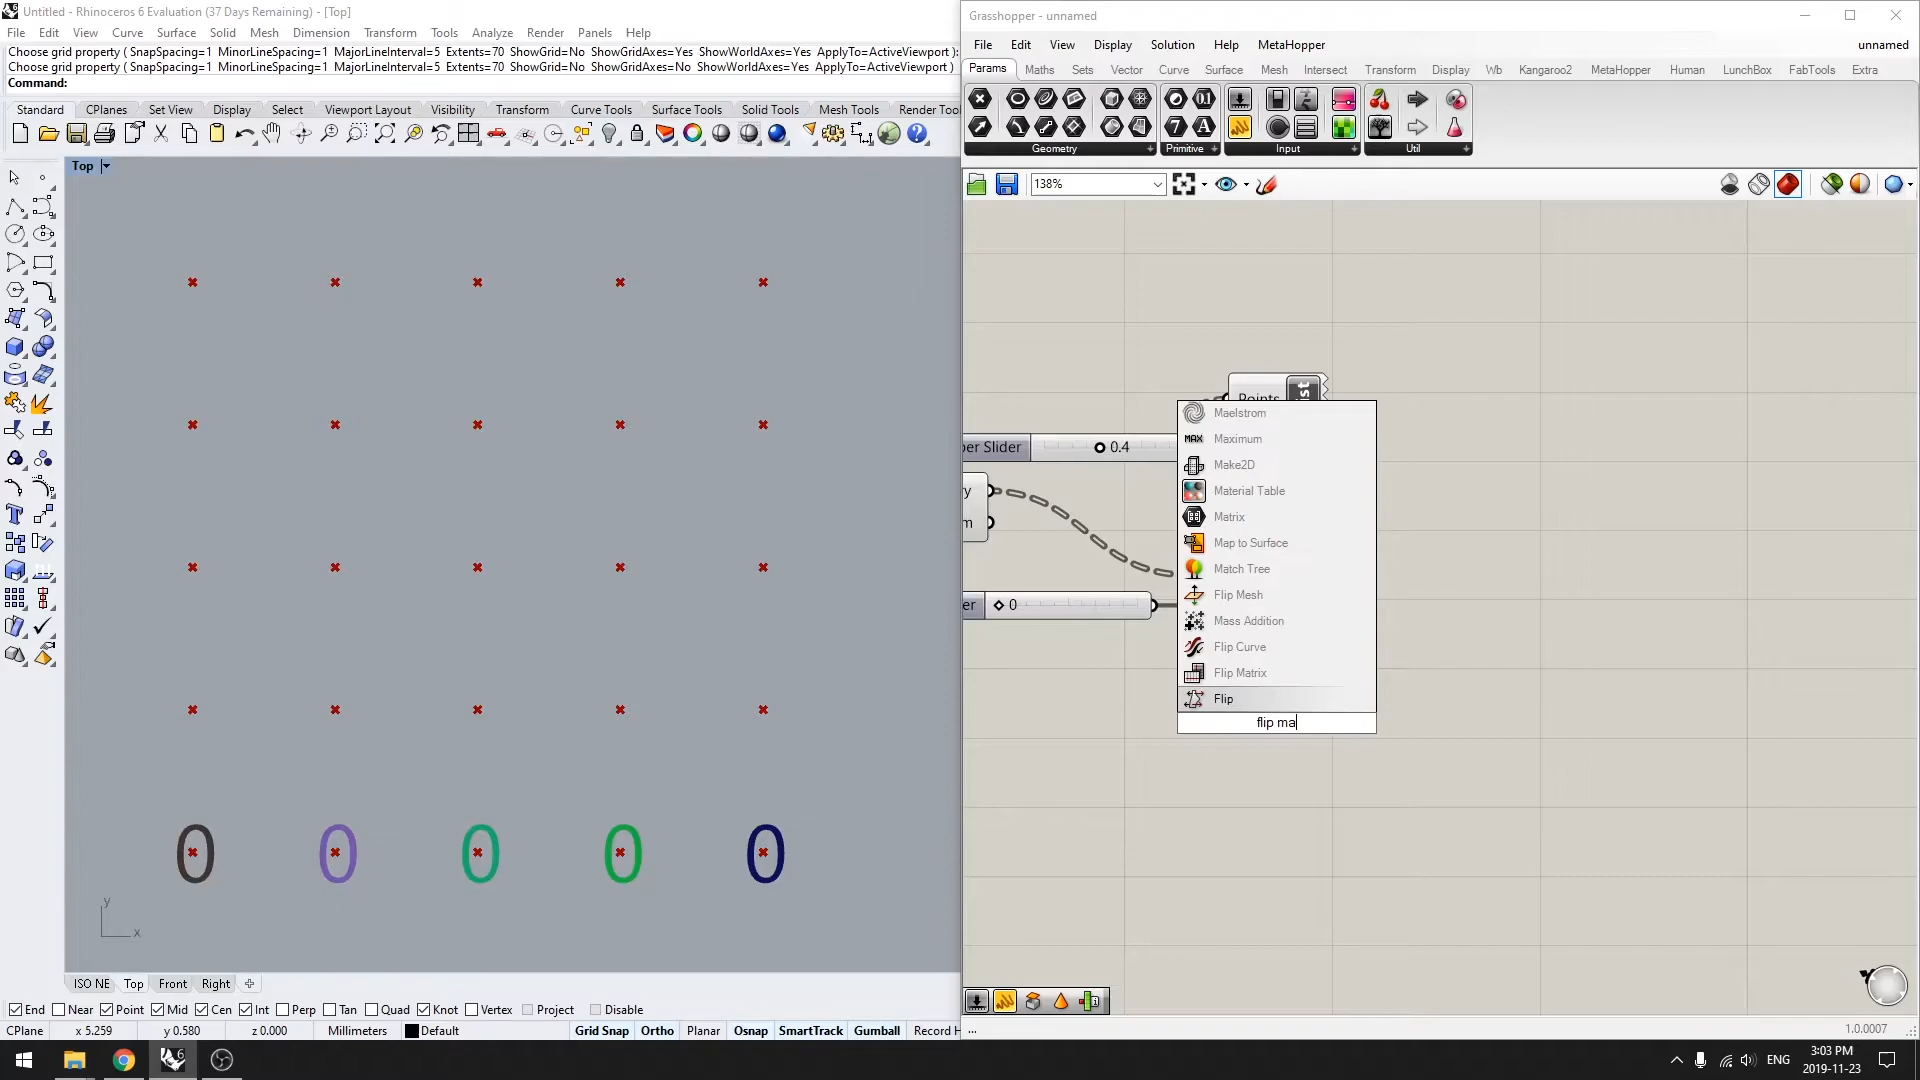 Untitled - Rhinoceros 6 Evaluation (37 Days Remaining) - [Top]
File Edit View Curve Surface Solid Mesh Dimension Transform Tools Analyze Render Panels Help
Choose grid property ( SnapSpacing=1 MinorLineSpacing=1 MajorLineInterval=5 Extents=70 ShowGrid=No ShowGridAxes=Yes ShowWorldAxes=Yes ApplyTo=ActiveViewport ):
Choose grid property ( SnapSpacing=1 MinorLineSpacing=1 MajorLineInterval=5 Extents=70 ShowGrid=No ShowGridAxes=No ShowWorldAxes=Yes ApplyTo=ActiveViewport )
Command:
Standard CPlanes Set View Display Select Viewport Layout Visibility Transform Curve Tools Surface Tools Solid Tools Mesh Tools Render Too
Top
0 0 0 0 0
y
x
ISO NE Top Front Right
End Near Point Mid Cen Int Perp Tan Quad Knot Vertex Project Disable
CPlane x 5.259 y 0.580 z 0.000 Millimeters Default Grid Snap Ortho Planar Osnap SmartTrack Gumball Record H
Grasshopper - unnamed
File Edit View Display Solution Help MetaHopper unnamed
Params Maths Sets Vector Curve Surface Mesh Intersect Transform Display Wb Kangaroo2 MetaHopper Human LunchBox FabTools Extra
Geometry Primitive Input Util
138%
Points
st
per Slider 0.4
y
m
er 0
Maelstrom
MAX Maximum
Make2D
Material Table
Matrix
Map to Surface
Match Tree
Flip Mesh
Mass Addition
Flip Curve
Flip Matrix
Flip
flip ma
... 1.0.0007
ENG
3:03 PM
2019-11-23